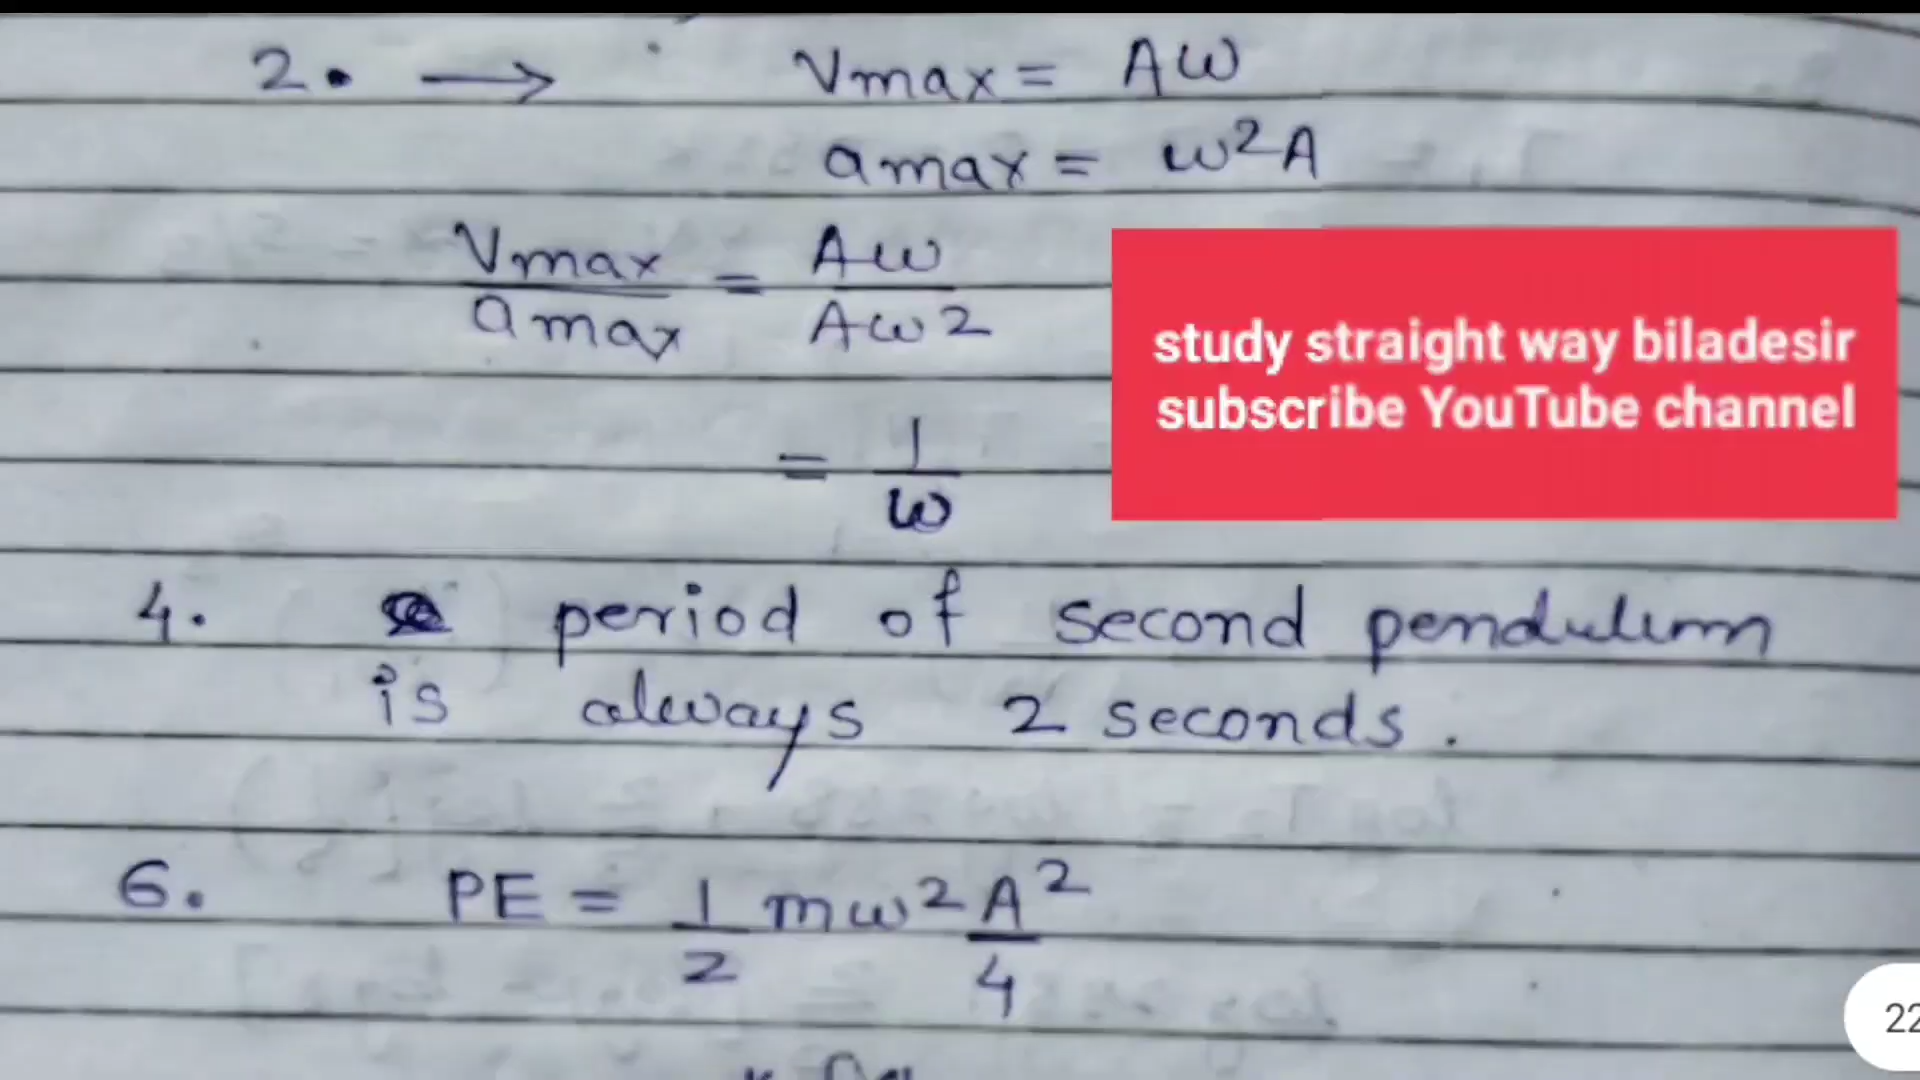 2. → Vmax = Aω
amax = ω²A
Vmax/amax = Aω/Aω2
= 1/ω
study straight way biladesir
subscribe YouTube channel
4. period of second pendulum
is always 2 seconds.
6. PE = 1/2 mω² A²/4
22